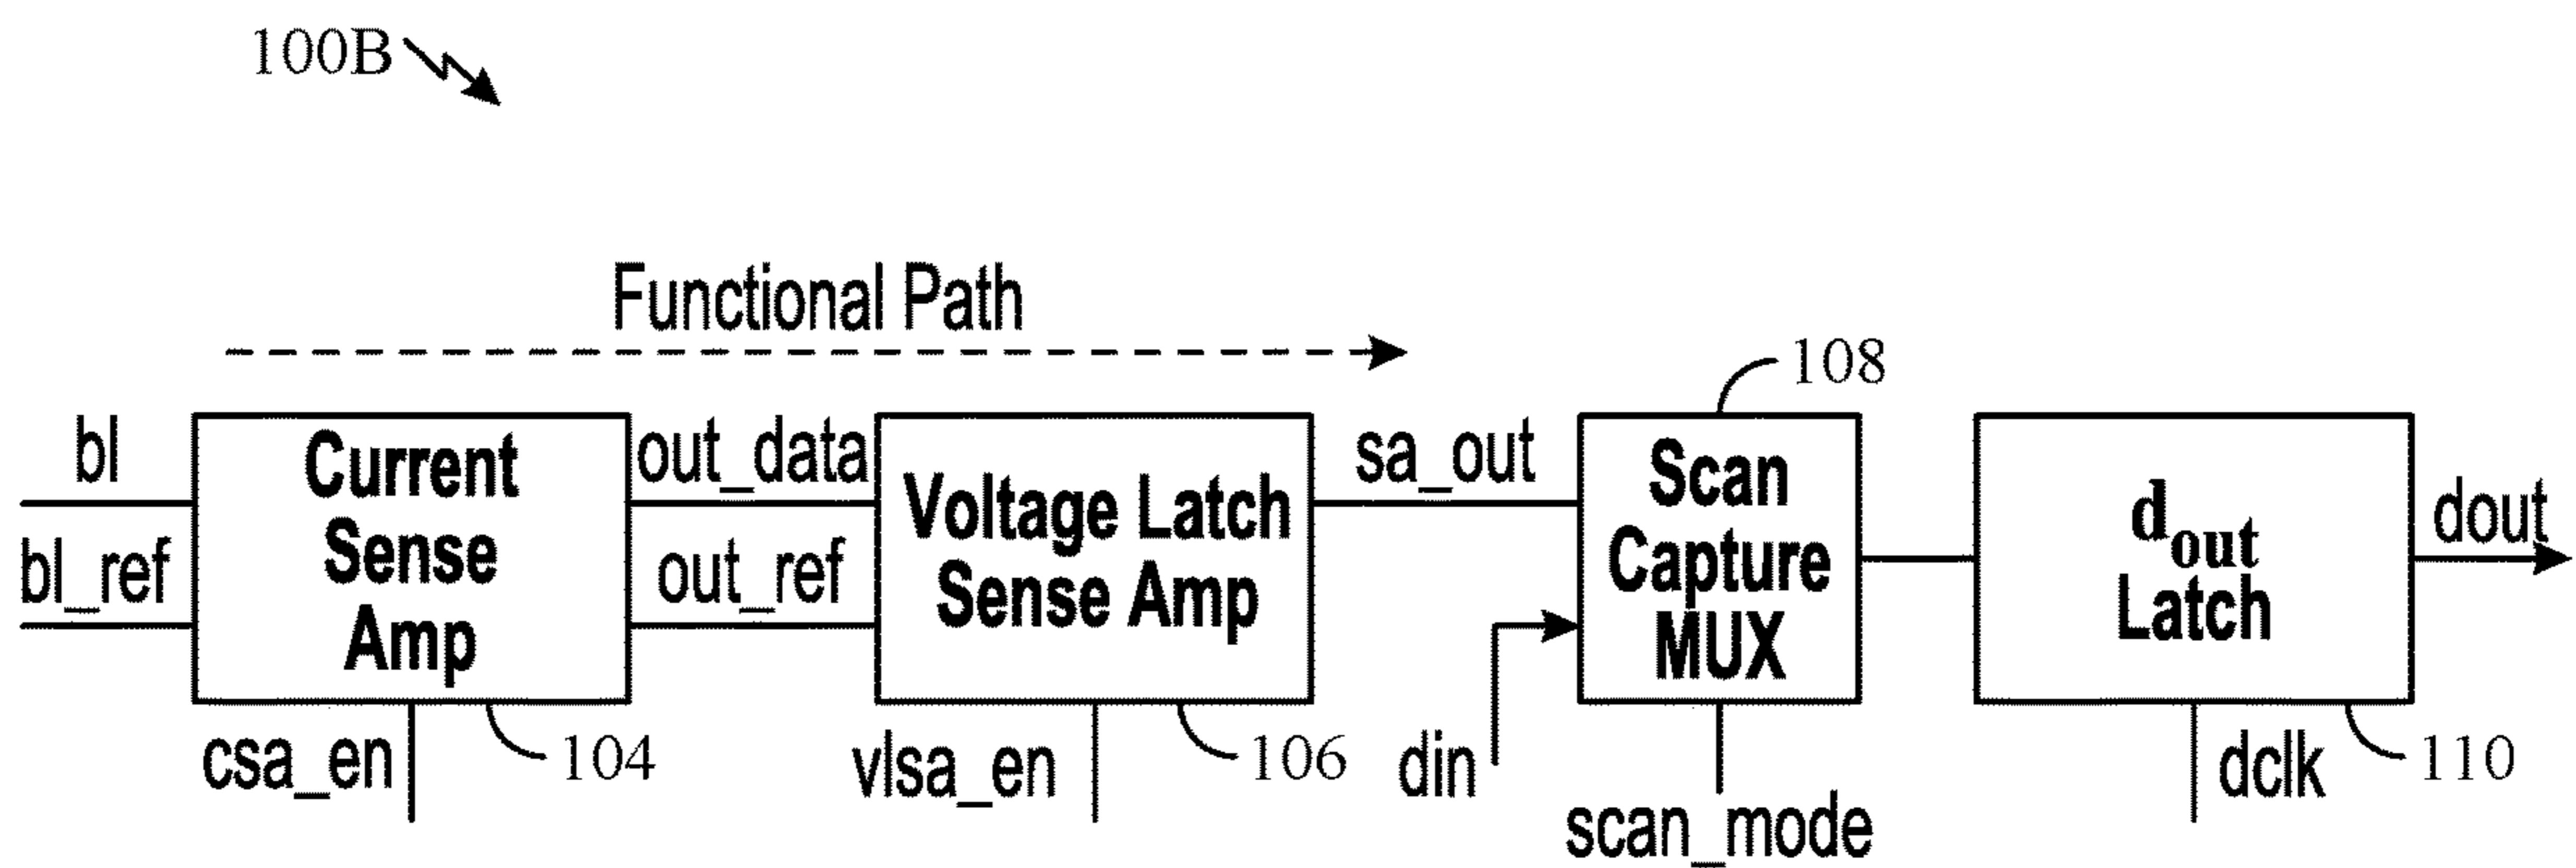 100B
Functional Path
108
bl
Current
Sense
Amp
out_data
Voltage Latch
Sense Amp
sa_out
Scan
Capture
MUX
dout
Latch
dout
bl_ref
out_ref
csa_en
104
vlsa_en
106
din
scan_mode
dclk
110